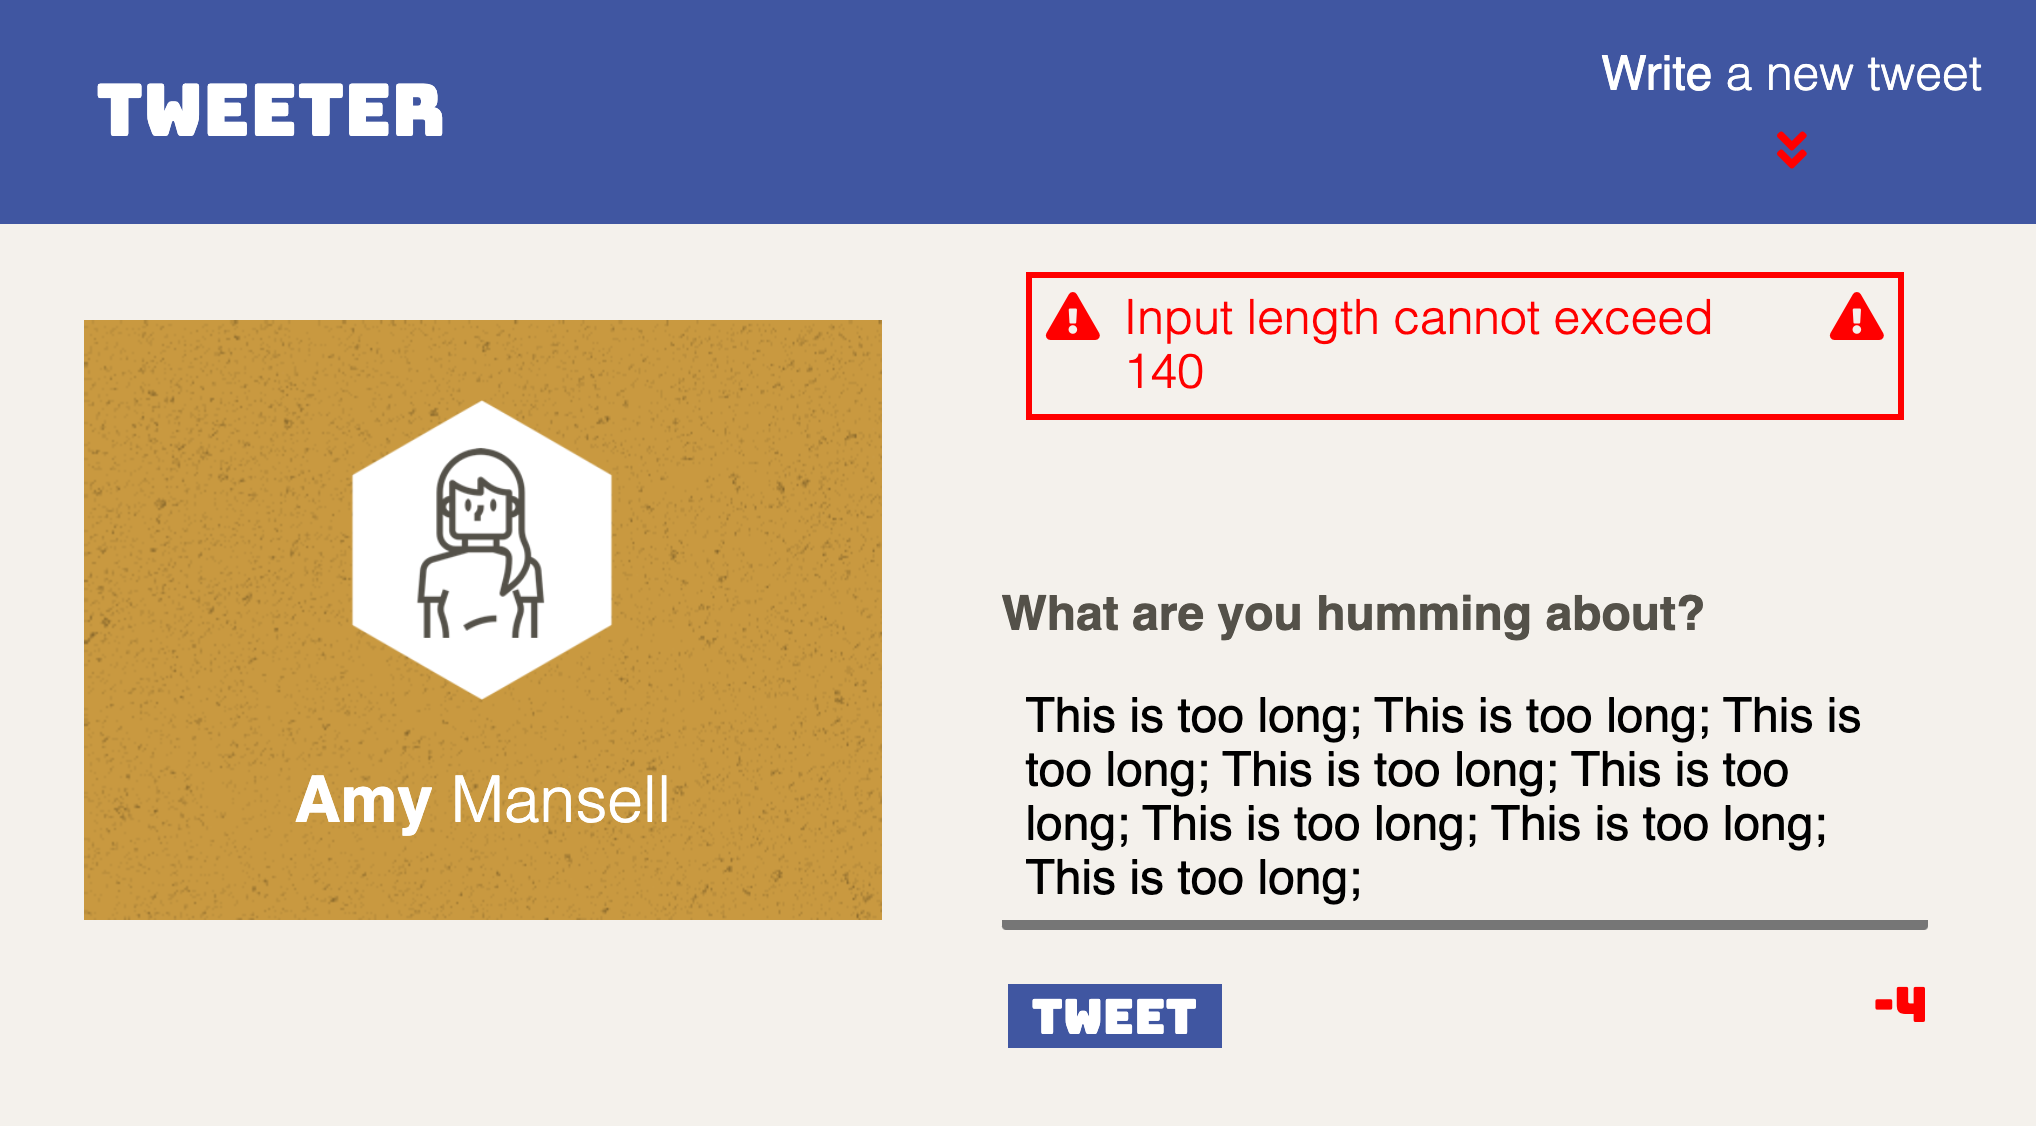 TWEETER
Write a new tweet
Input length cannot exceed
140
Amy Mansell
What are you humming about?
This is too long; This is too long; This is
too long; This is too long; This is too
long; This is too long; This is too long;
This is too long;
TWEET
-4